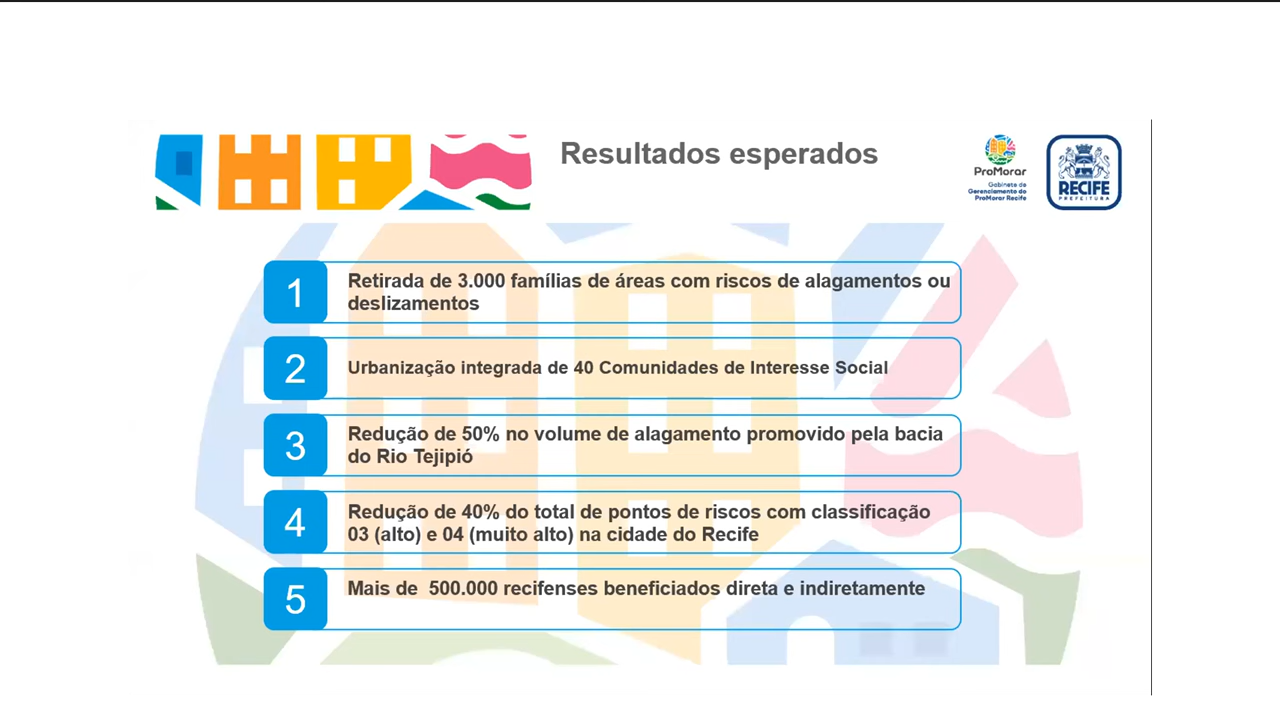 Resultados esperados
ProMorar
Gabinete de
Gerenciamento do
ProMorar Recife
RECIFE
PREFEITURA
1
Retirada de 3.000 famílias de áreas com riscos de alagamentos ou
deslizamentos
2
Urbanização integrada de 40 Comunidades de Interesse Social
3
Redução de 50% no volume de alagamento promovido pela bacia
do Rio Tejipió
4
Redução de 40% do total de pontos de riscos com classificação
03 (alto) e 04 (muito alto) na cidade do Recife
5
Mais de  500.000 recifenses beneficiados direta e indiretamente